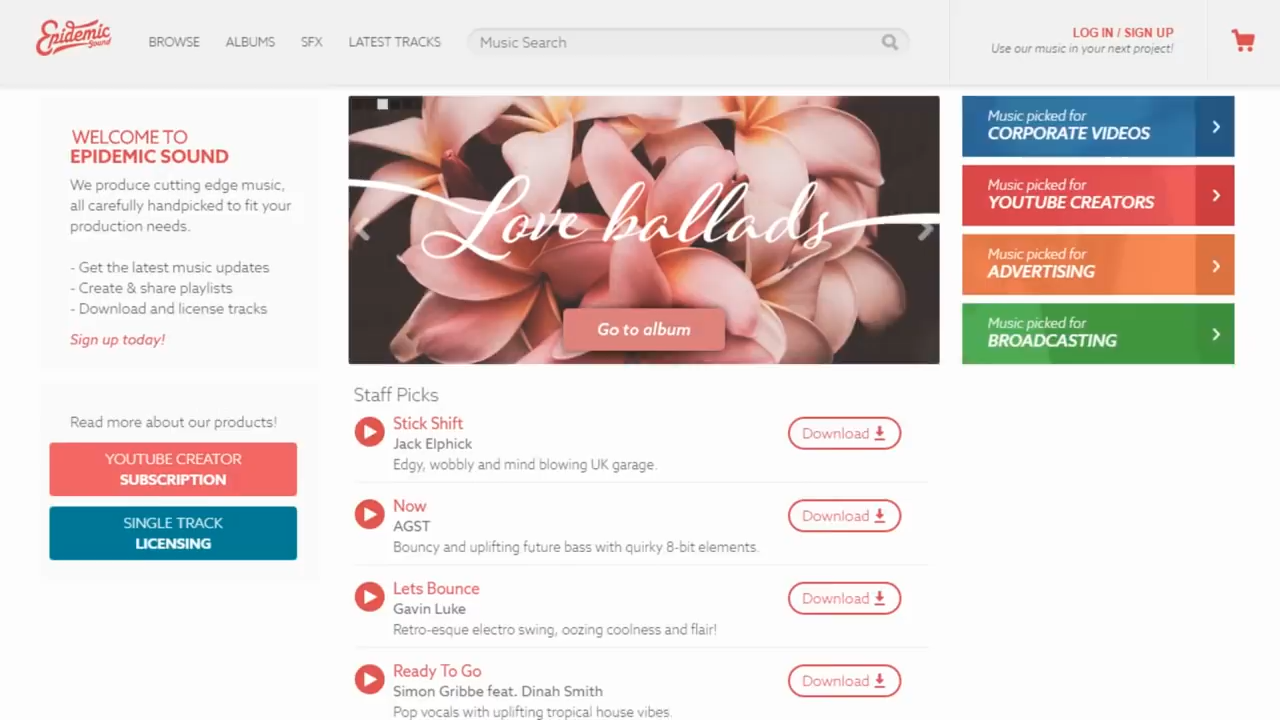 Epidemic
Sound
BROWSE
ALBUMS
SFX
LATEST TRACKS
Music Search
LOG IN / SIGN UP
Use our music in your next project!
WELCOME TO
EPIDEMIC SOUND
We produce cutting edge music,
all carefully handpicked to fit your
production needs.
- Get the latest music updates
- Create & share playlists
- Download and license tracks
Sign up today!
Read more about our products!
YOUTUBE CREATOR
SUBSCRIPTION
SINGLE TRACK
LICENSING
Love ballads
Go to album
Staff Picks
Stick Shift
Jack Elphick
Edgy, wobbly and mind blowing UK garage.
Download
Now
AGST
Bouncy and uplifting future bass with quirky 8-bit elements.
Download
Lets Bounce
Gavin Luke
Retro-esque electro swing, oozing coolness and flair!
Download
Ready To Go
Simon Gribbe feat. Dinah Smith
Pop vocals with uplifting tropical house vibes.
Download
Music picked for
CORPORATE VIDEOS
Music picked for
YOUTUBE CREATORS
Music picked for
ADVERTISING
Music picked for
BROADCASTING